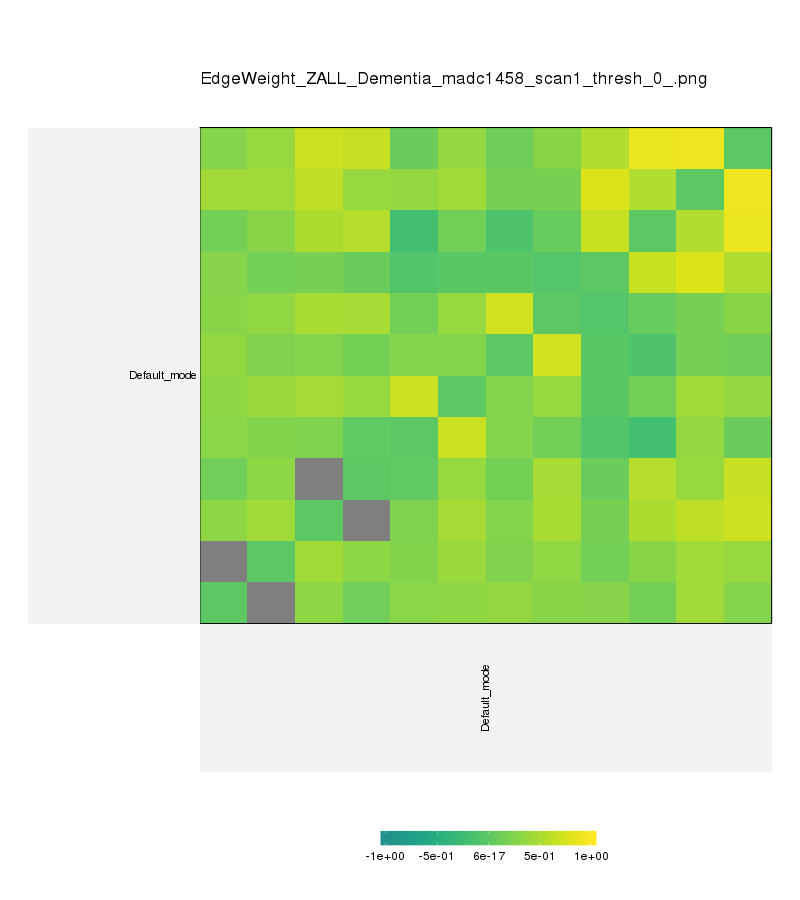 EdgeWeight_ZALL_Dementia_madc1458_scan1_thresh_0_.png
Default_mode
Default_mode
-1e+00 -5e-01 6e-17 5e-01 1e+00